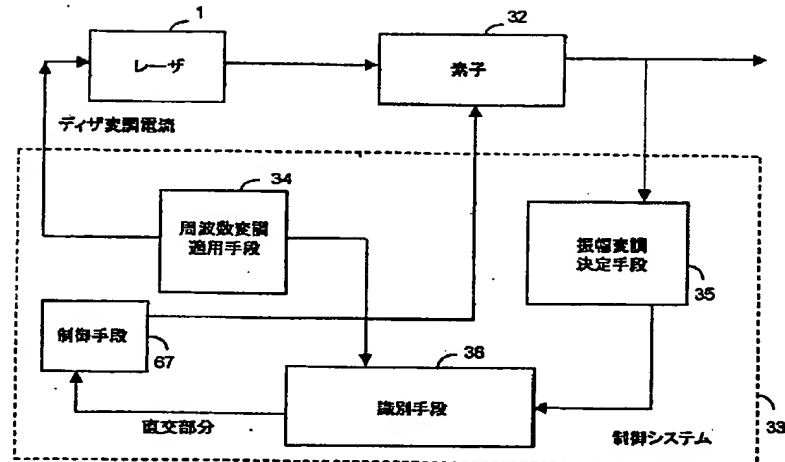 1
レーザ
32
素子
ディザ変調電流
34
周波数変調
適用手段
振幅変調
決定手段
35
制御手段
67
38
識別手段
直交部分
制御システム
33